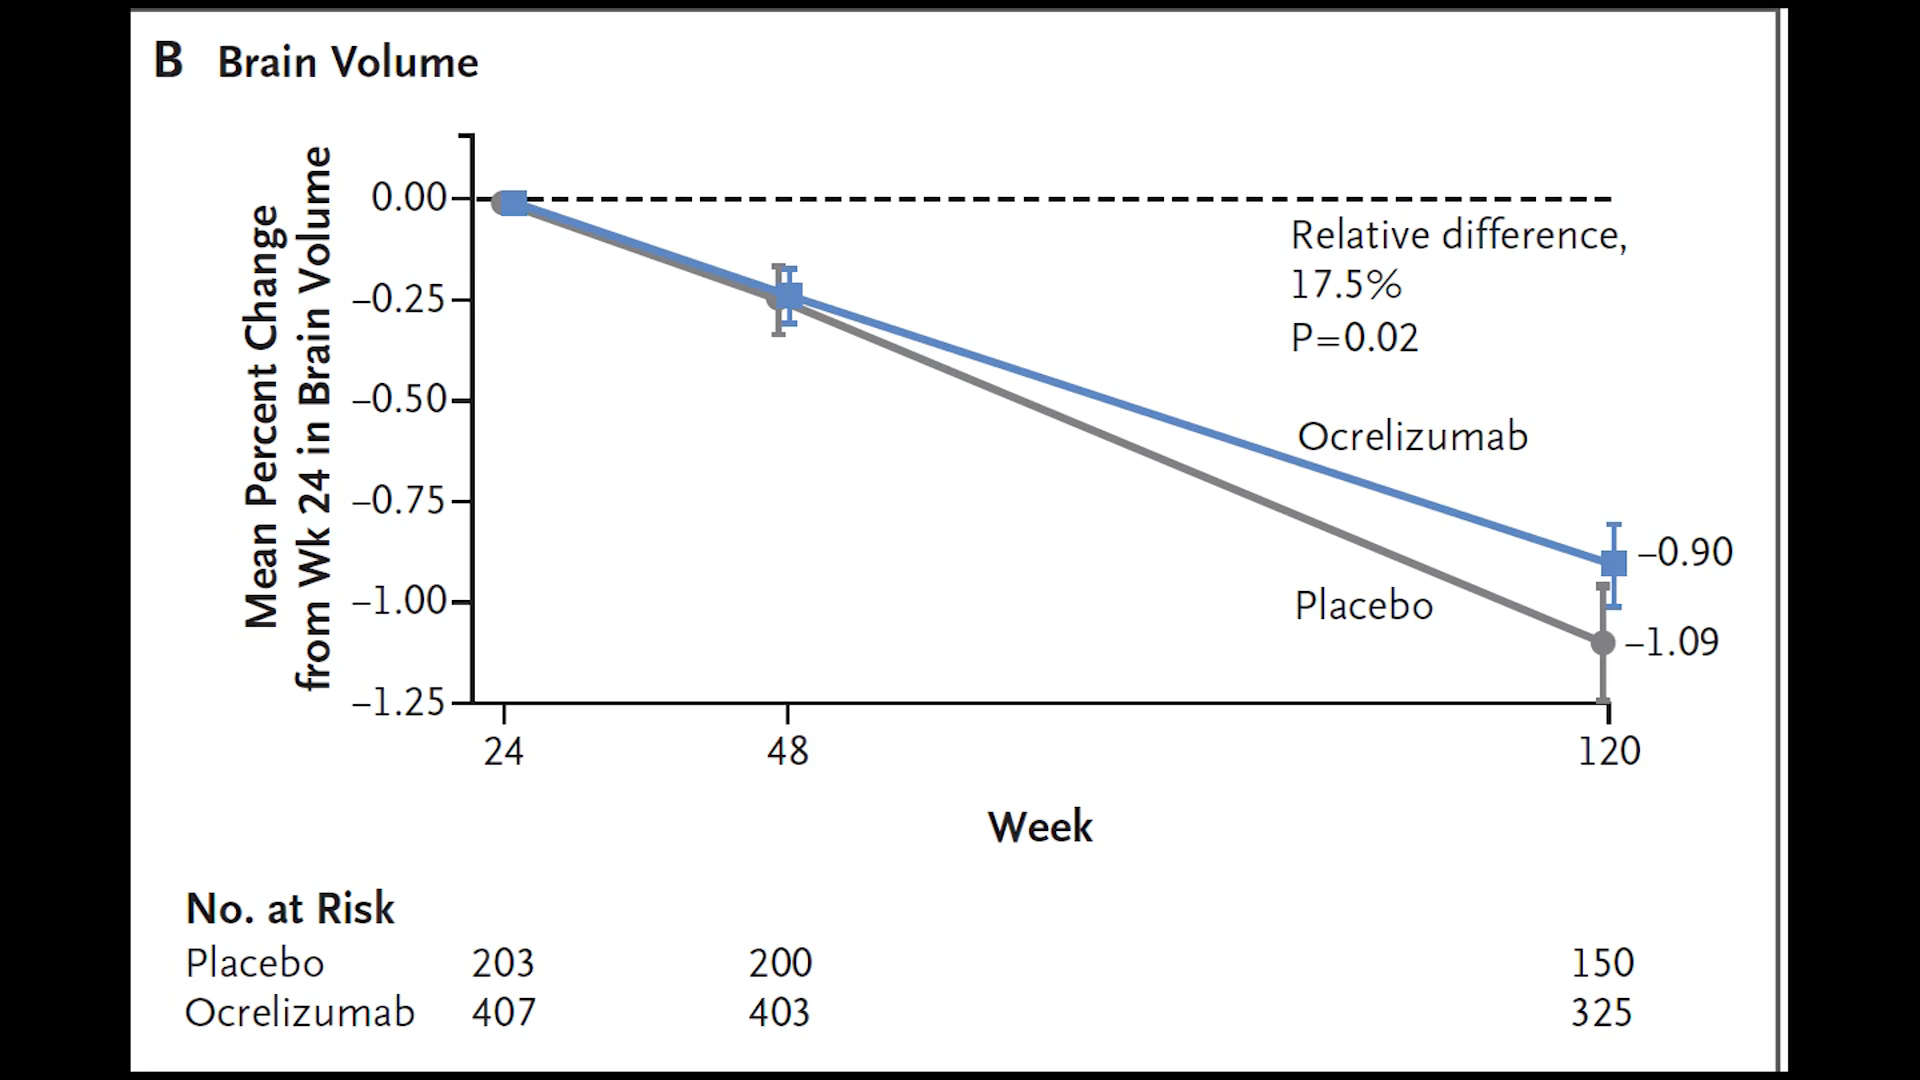 B Brain Volume
Mean Percent Change
from Wk 24 in Brain Volume
0.00
–0.25
–0.50
–0.75
–1.00
–1.25
Relative difference,
17.5%
P=0.02
Ocrelizumab
–0.90
Placebo
–1.09
24 48 120
Week
No. at Risk
Placebo 203 200 150
Ocrelizumab 407 403 325